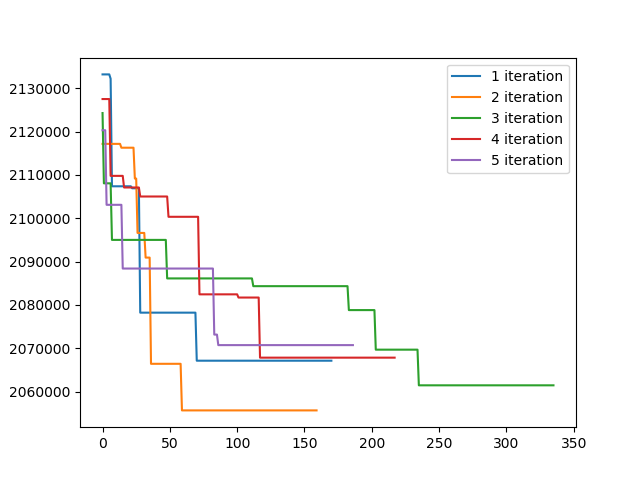 2130000
2120000
2110000
2100000
2090000
2080000
2070000
2060000
0 50 100 150 200 250 300 350
1 iteration
2 iteration
3 iteration
4 iteration
5 iteration